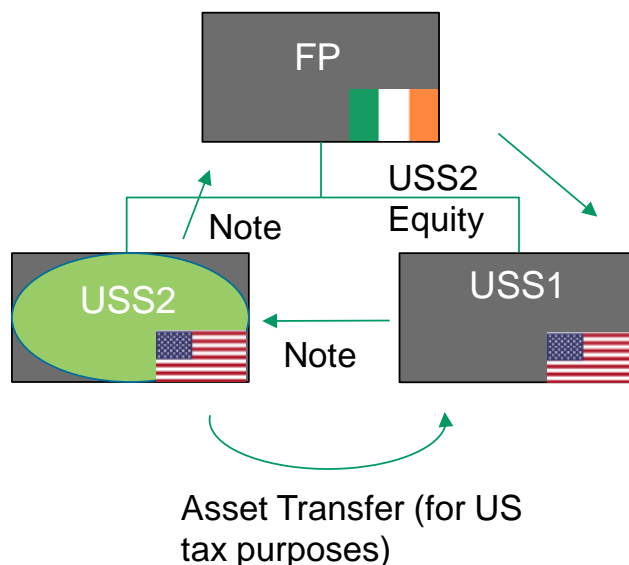 FP
USS2
Equity
Note
USS2
USS1
Note
Asset Transfer (for US
tax purposes)